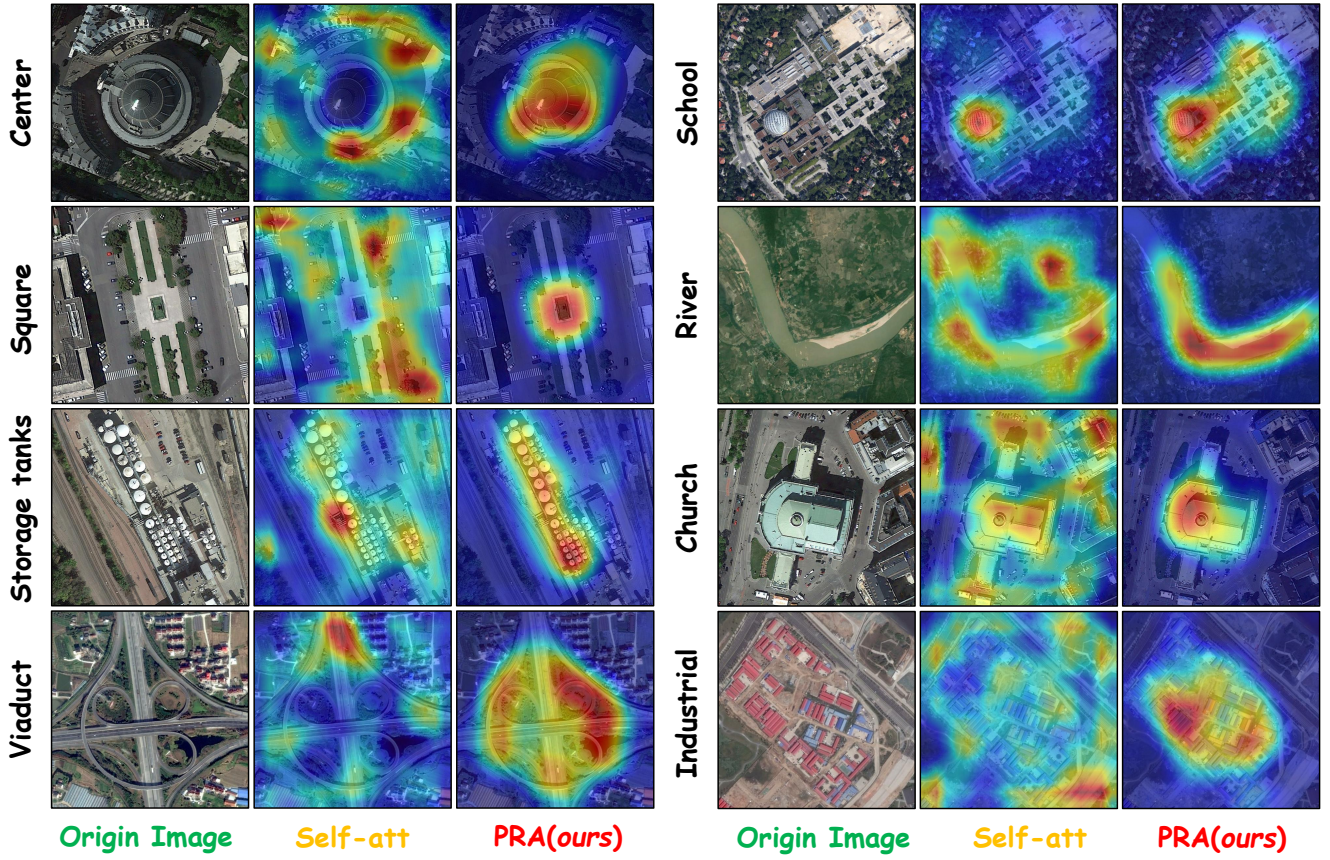 Center
School
Square
River
Storage tanks
Church
Viaduct
Industrial
Origin Image Self-att PRA(ours) Origin Image Self-att PRA(ours)